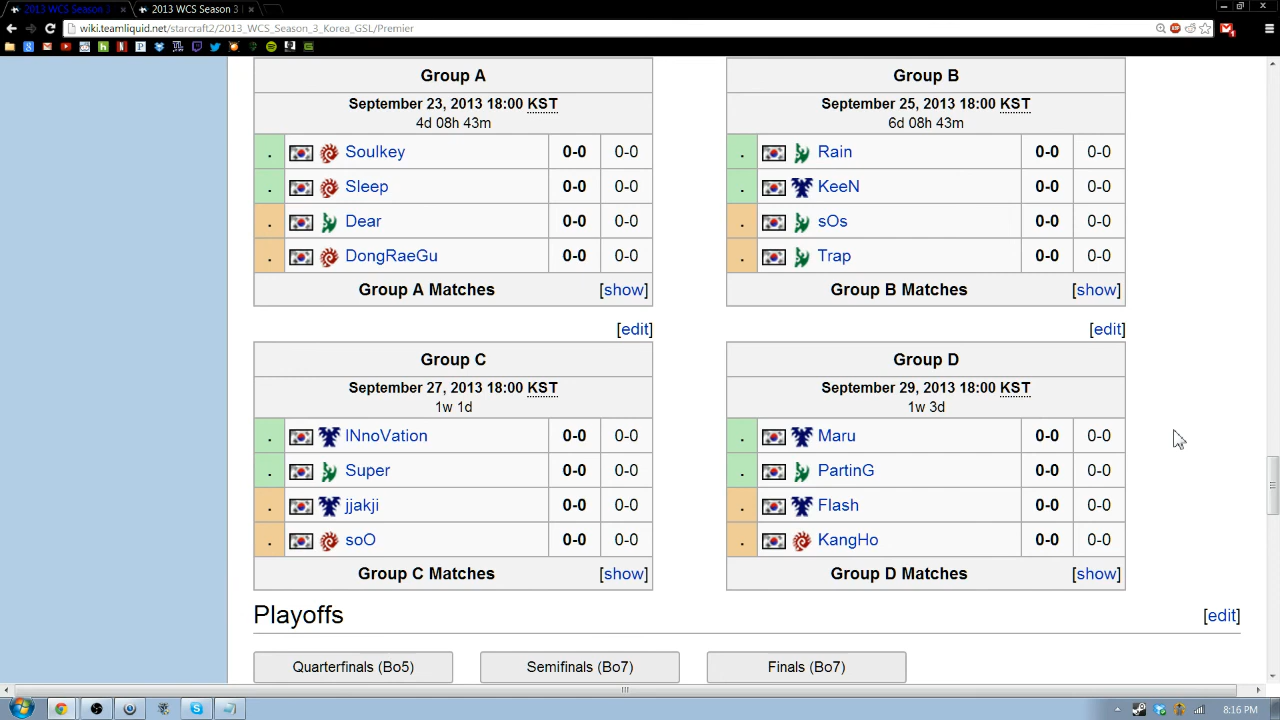 2013 WCS Season
2013 WCS Season 3
wiki.teamliquid.net/starcraft2/2013_WCS_Season_3_Korea_GSL/Premier
Group A
September 23, 2013 18:00 KST
4d 08h 43m
. Soulkey 0-0 0-0
. Sleep 0-0 0-0
. Dear 0-0 0-0
. DongRaeGu 0-0 0-0
Group A Matches [show]
Group B
September 25, 2013 18:00 KST
6d 08h 43m
. Rain 0-0 0-0
. KeeN 0-0 0-0
. sOs 0-0 0-0
. Trap 0-0 0-0
Group B Matches [show]
[edit]
[edit]
Group C
September 27, 2013 18:00 KST
1w 1d
. INnoVation 0-0 0-0
. Super 0-0 0-0
. jjakji 0-0 0-0
. soO 0-0 0-0
Group C Matches [show]
Group D
September 29, 2013 18:00 KST
1w 3d
. Maru 0-0 0-0
. PartinG 0-0 0-0
. Flash 0-0 0-0
. KangHo 0-0 0-0
Group D Matches [show]
Playoffs [edit]
Quarterfinals (Bo5) Semifinals (Bo7) Finals (Bo7)
8:16 PM